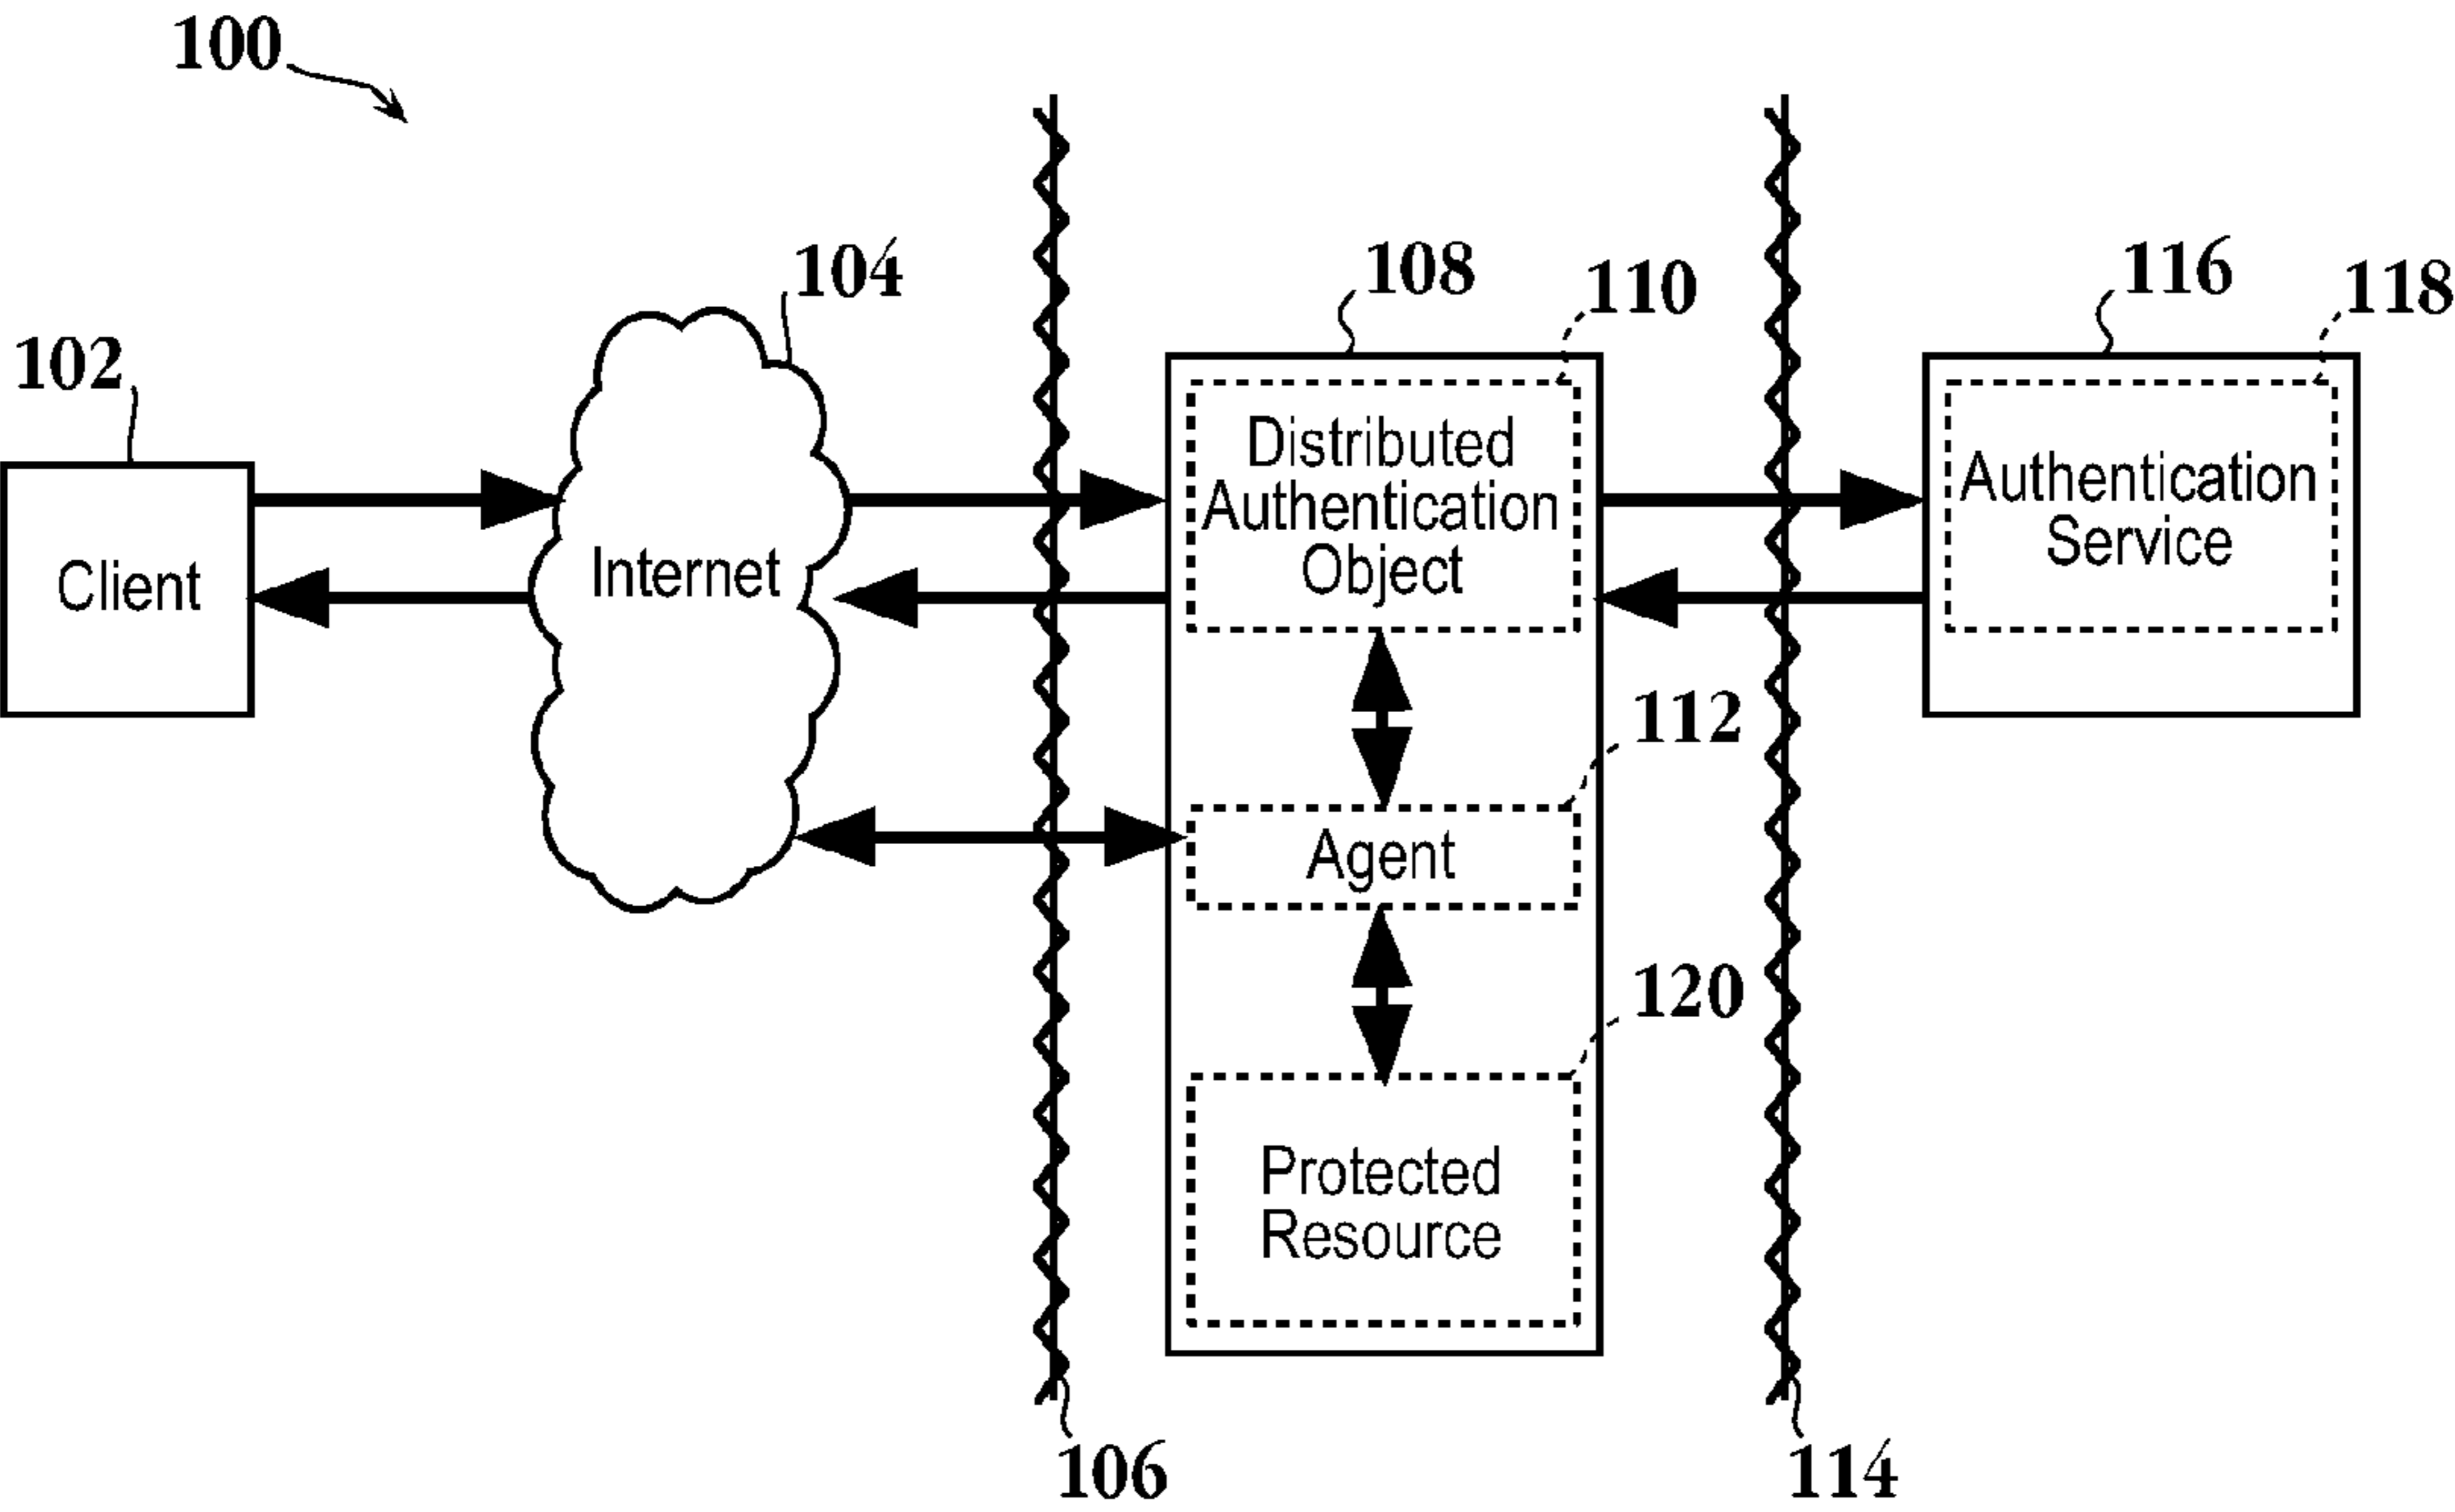 100
104
108
110
116
118
102
Client
Internet
Distributed
Authentication
Object
Authentication
Service
112
Agent
120
Protected
Resource
106
114